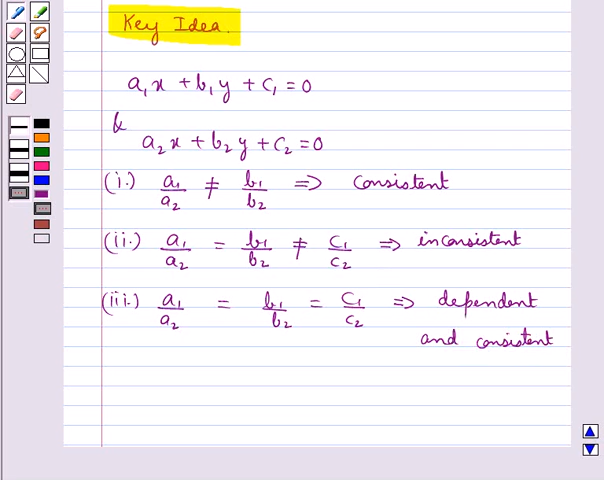 Key Idea.
a₁x + b₁y + c₁ = 0
&
a₂x + b₂y + c₂ = 0
(i.) a₁/a₂ ≠ b₁/b₂ ⇒ consistent
(ii.) a₁/a₂ = b₁/b₂ ≠ c₁/c₂ ⇒ inconsistent
(iii.) a₁/a₂ = b₁/b₂ = c₁/c₂ ⇒ dependent
and consistent